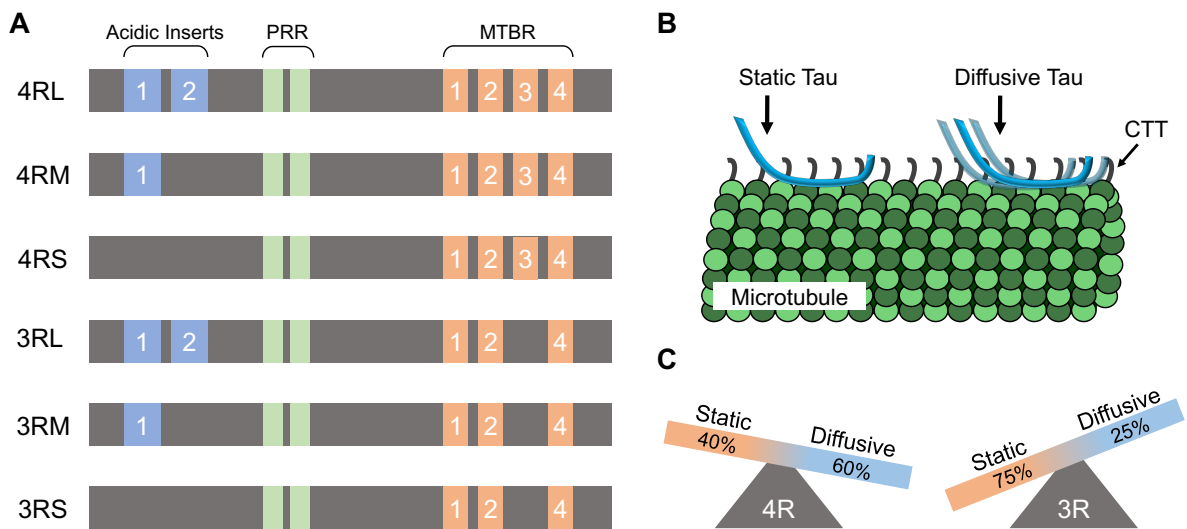 A
Acidic Inserts PRR MTBR
4RL 1 2 1 2 3 4
4RM 1 1 2 3 4
4RS 1 2 3 4
3RL 1 2 1 2 4
3RM 1 1 2 4
3RS 1 2 4
B
Static Tau Diffusive Tau
CTT
Microtubule
C
Static
40%
Diffusive
60%
4R
Diffusive
25%
Static
75%
3R